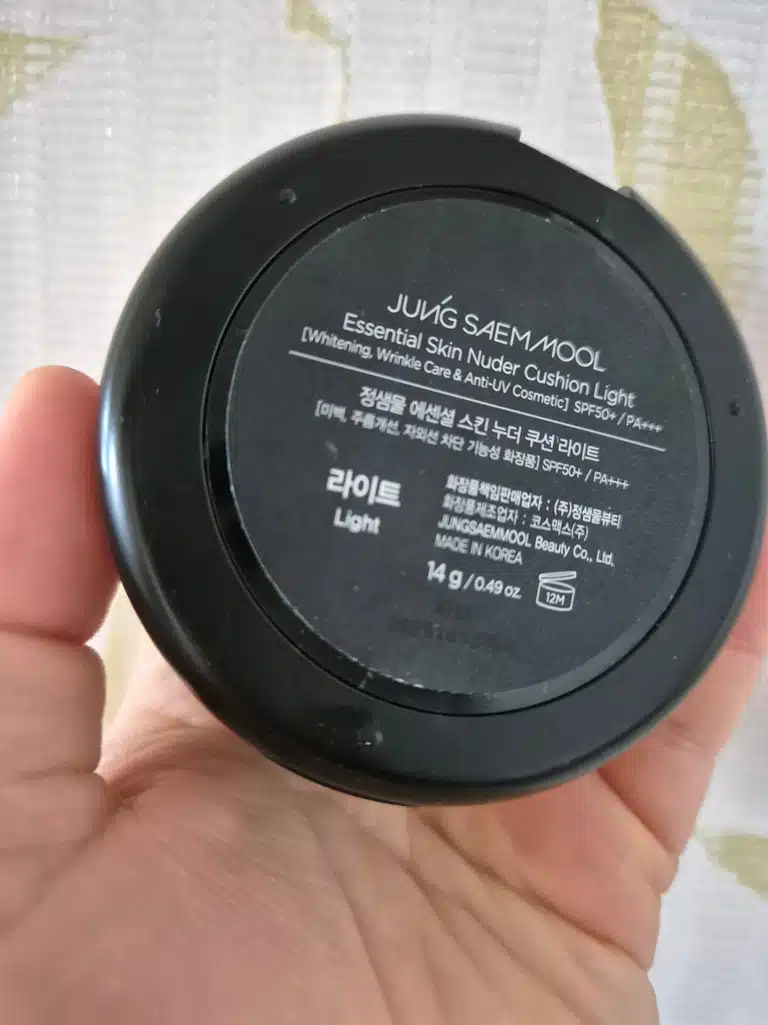 JUNG SAEMMOOL
Essential Skin Nuder Cushion Light
[Whitening, Wrinkle Care & Anti-UV Cosmetic] SPF50+ / PA+++
정샘물 에센셜 스킨 누더 쿠션 라이트
[미백, 주름개선, 자외선 차단 기능성 화장품] SPF50+ / PA+++
라이트
Light
화장품책임판매업자 : (주)정샘물뷰티
화장품제조업자 : 코스맥스(주)
JUNGSAEMMOOL Beauty Co., Ltd.
MADE IN KOREA
14 g / 0.49 oz.
12M